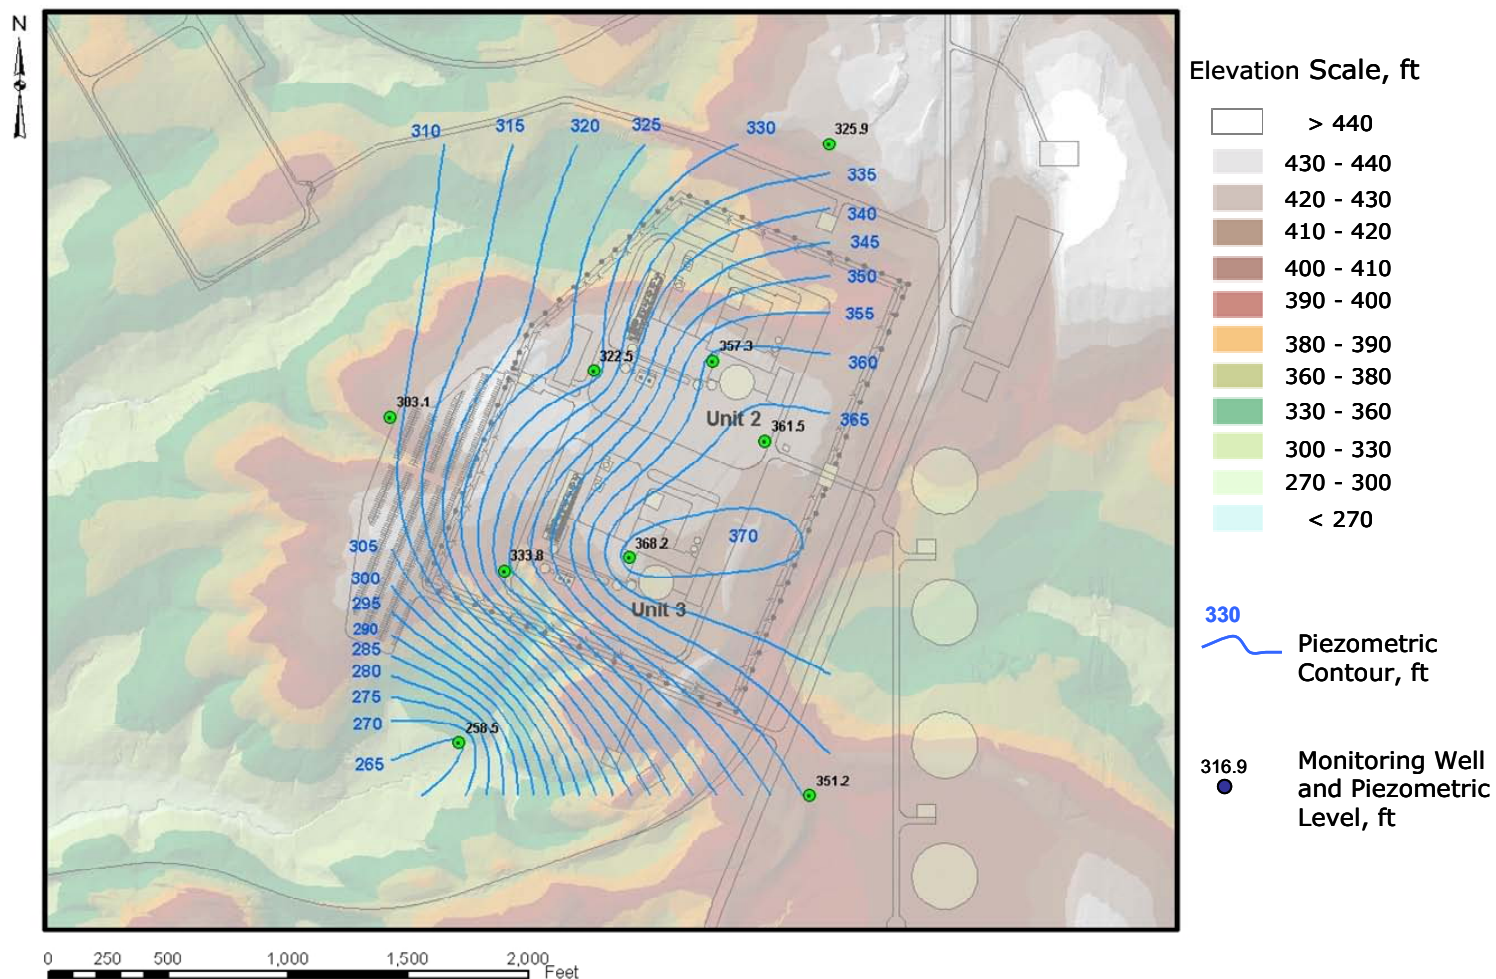 N
310
315
320
325
330
325.9
335
340
345
350
355
360
365
322.5
357.3
303.1
Unit 2
361.5
370
368.2
333.8
Unit 3
305
300
295
290
285
280
275
270
265
258.5
351.2
Elevation Scale, ft
> 440
430 - 440
420 - 430
410 - 420
400 - 410
390 - 400
380 - 390
360 - 380
330 - 360
300 - 330
270 - 300
< 270
330
Piezometric
Contour, ft
316.9
Monitoring Well
and Piezometric
Level, ft
0 250 500 1,000 1,500 2,000
Feet